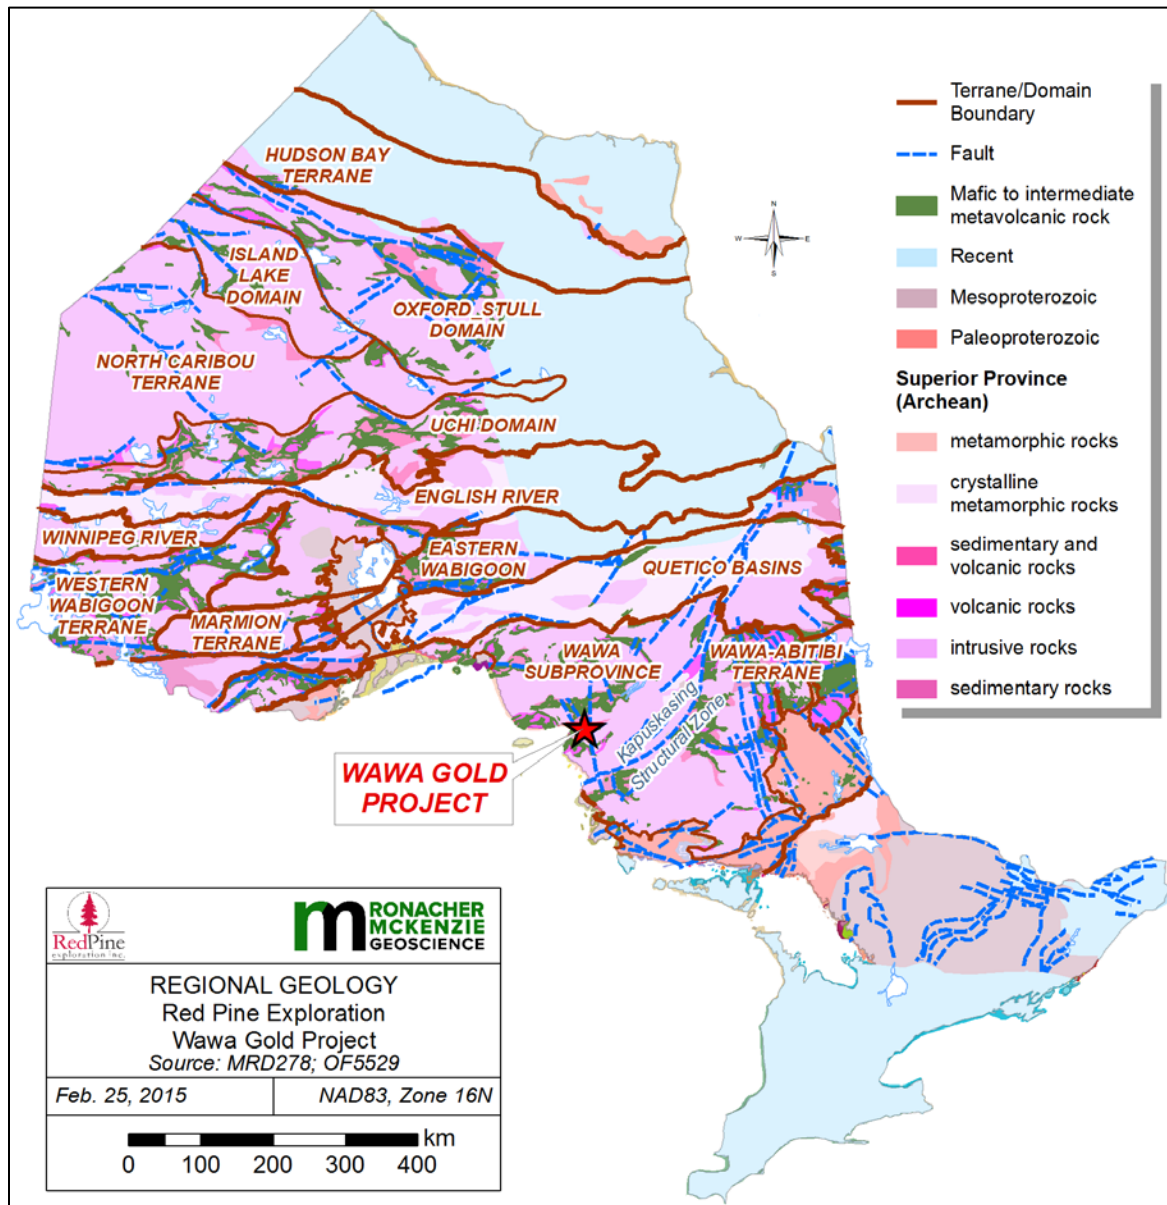 HUDSON BAY
TERRANE
ISLAND
LAKE
DOMAIN
OXFORD_STULL
DOMAIN
NORTH CARIBOU
TERRANE
UCHI DOMAIN
ENGLISH RIVER
WINNIPEG RIVER
EASTERN
WABIGOON
QUETICO BASINS
WESTERN
WABIGOON
TERRANE
MARMION
TERRANE
WAWA
SUBPROVINCE
WAWA-ABITIBI
TERRANE
Kapuskasing
Structural Zone
WAWA GOLD
PROJECT
N
W
E
S
Terrane/Domain
Boundary
Fault
Mafic to intermediate
metavolcanic rock
Recent
Mesoproterozoic
Paleoproterozoic
Superior Province
(Archean)
metamorphic rocks
crystalline
metamorphic rocks
sedimentary and
volcanic rocks
volcanic rocks
intrusive rocks
sedimentary rocks
RedPine
exploration inc.
rm
RONACHER
MCKENZIE
GEOSCIENCE
REGIONAL GEOLOGY
Red Pine Exploration
Wawa Gold Project
Source: MRD278; OF5529
Feb. 25, 2015
NAD83, Zone 16N
km
0 100 200 300 400